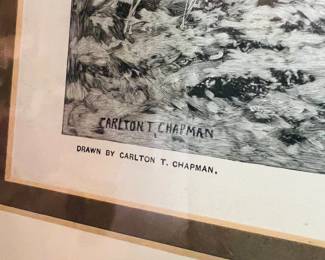 CARLTON T. CHAPMAN
DRAWN BY CARLTON T. CHAPMAN.